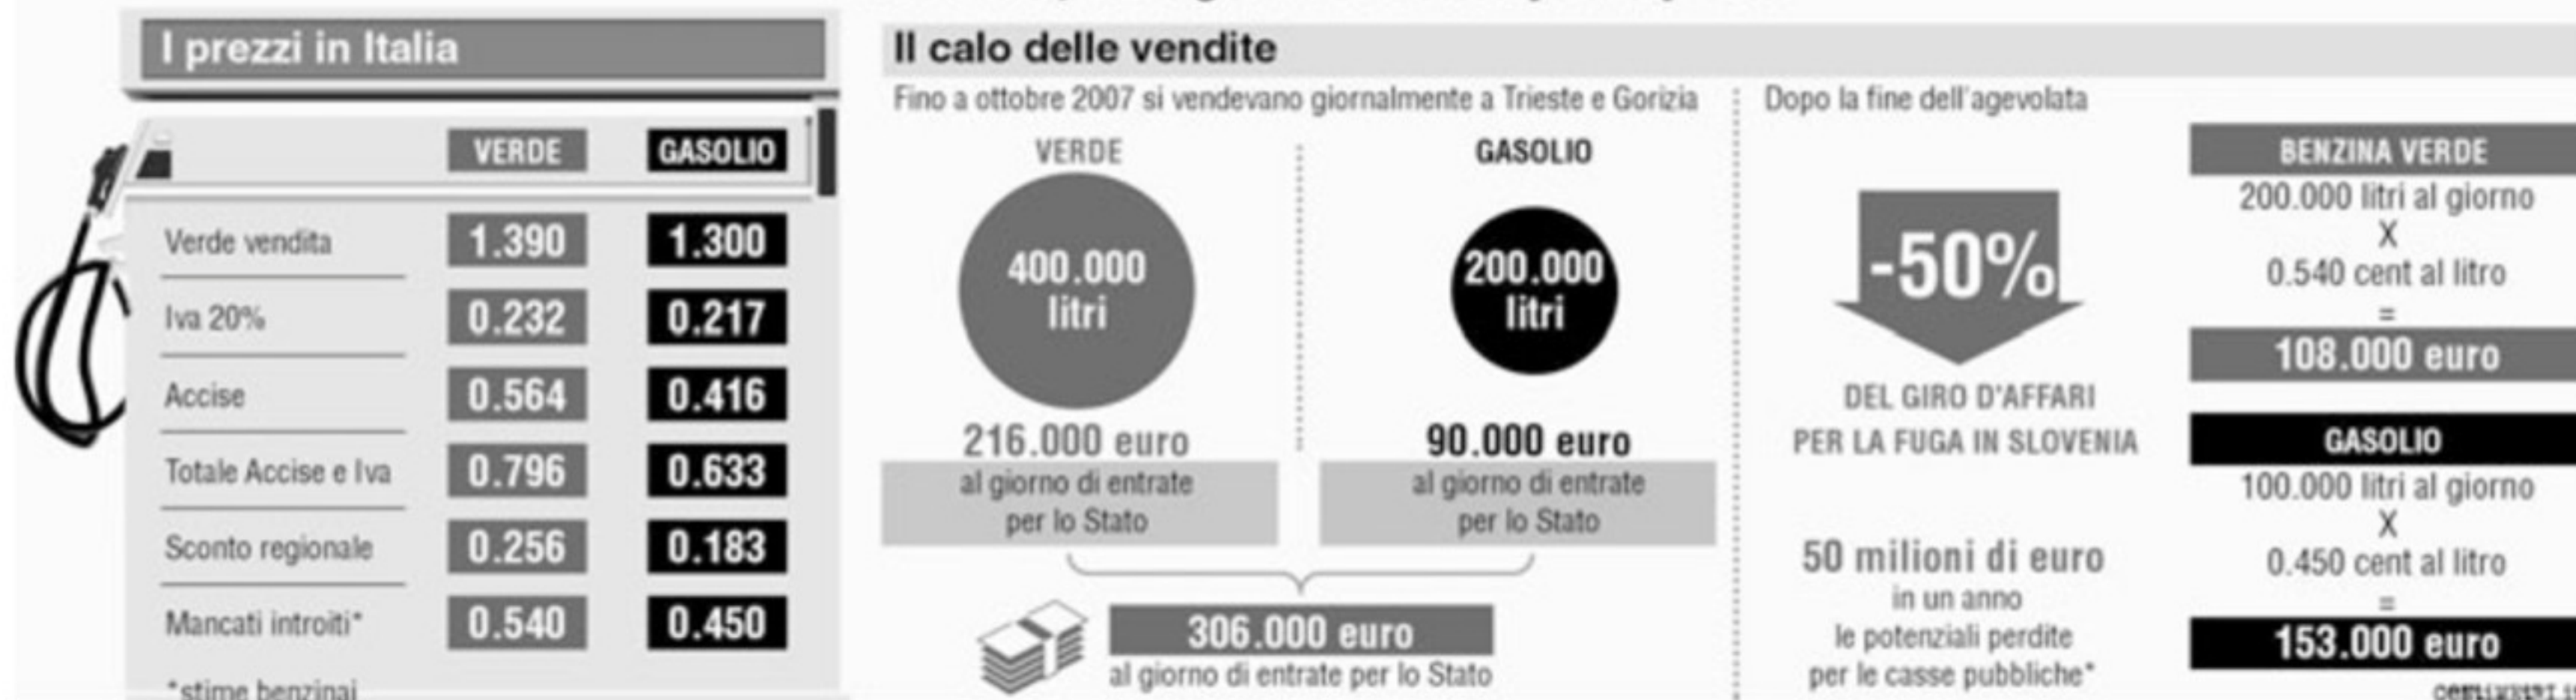 I prezzi in Italia
VERDE GASOLIO
Verde vendita 1.390 1.300
Iva 20% 0.232 0.217
Accise 0.564 0.416
Totale Accise e Iva 0.796 0.633
Sconto regionale 0.256 0.183
Mancati introiti* 0.540 0.450
*stime benzinai
Il calo delle vendite
Fino a ottobre 2007 si vendevano giornalmente a Trieste e Gorizia
VERDE
400.000
litri
216.000 euro
al giorno di entrate
per lo Stato
GASOLIO
200.000
litri
90.000 euro
al giorno di entrate
per lo Stato
306.000 euro
al giorno di entrate per lo Stato
Dopo la fine dell'agevolata
-50%
DEL GIRO D'AFFARI
PER LA FUGA IN SLOVENIA
50 milioni di euro
in un anno
le potenziali perdite
per le casse pubbliche*
BENZINA VERDE
200.000 litri al giorno
X
0.540 cent al litro
=
108.000 euro
GASOLIO
100.000 litri al giorno
X
0.450 cent al litro
=
153.000 euro